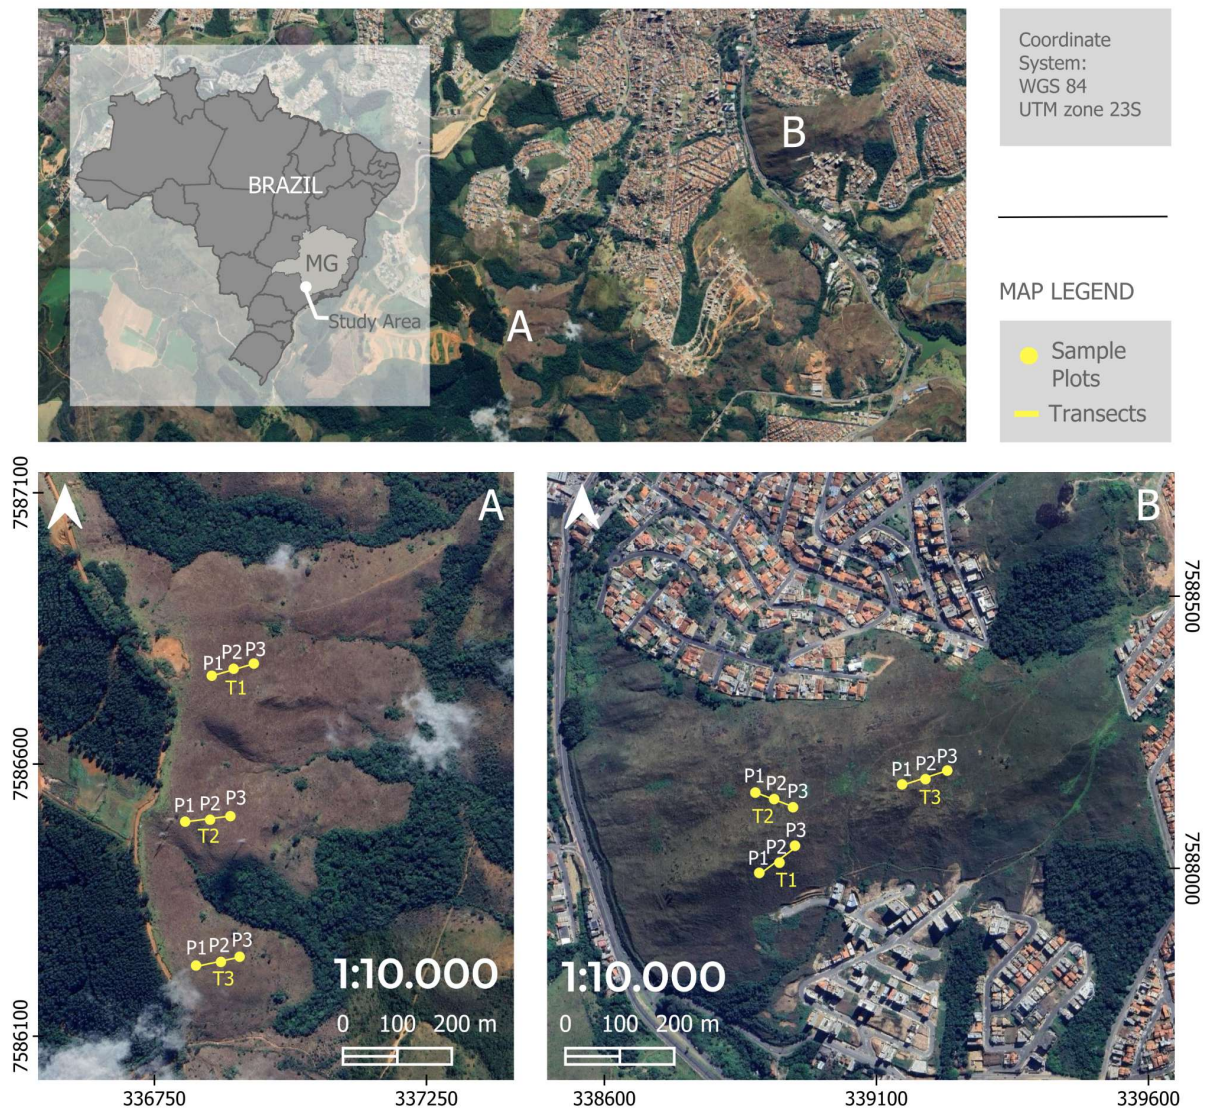 BRAZIL
MG
Study Area
A
B
Coordinate
System:
WGS 84
UTM zone 23S
MAP LEGEND
Sample
Plots
Transects
7587100
7586600
7586100
A
P1 P2 P3
T1
P1 P2 P3
T2
P1 P2 P3
T3
1:10.000
0 100 200 m
336750 337250
B
P1 P2 P3
T3
P1 P2 P3
T2
P1 P2 P3
T1
1:10.000
0 100 200 m
7588500
7588000
338600 339100 339600